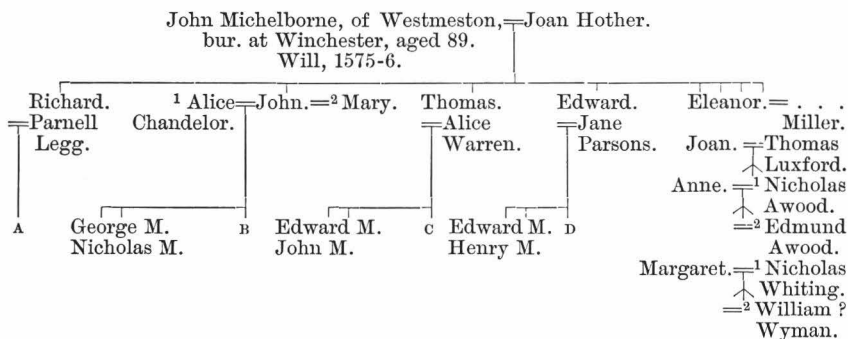 John Michelborne, of Westmeston,=Joan Hother.
bur. at Winchester, aged 89.
Will, 1575-6.
Richard. ¹ Alice=John.=² Mary. Thomas. Edward. Eleanor.= . . .
=Parnell Chandelor. =Alice =Jane Miller.
Legg. Warren. Parsons. Joan.=Thomas
Luxford.
Anne.=¹ Nicholas
A George M. B Edward M. C Edward M. D Awood.
Nicholas M. John M. Henry M. =² Edmund
Awood.
Margaret.=¹ Nicholas
Whiting.
=² William ?
Wyman.